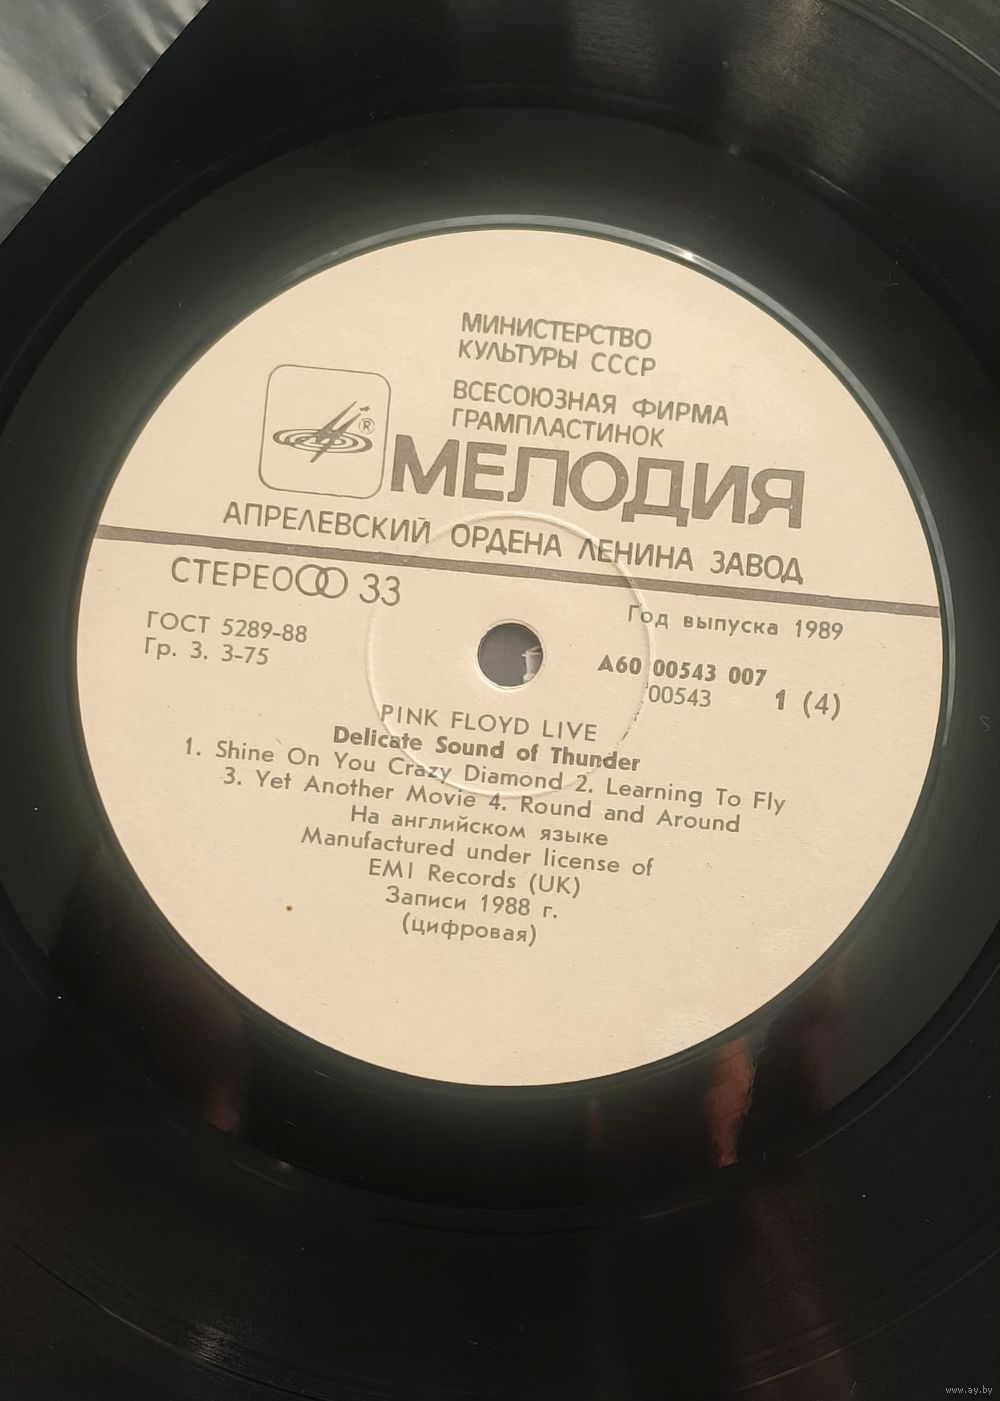 МИНИСТЕРСТВО
КУЛЬТУРЫ СССР
ВСЕСОЮЗНАЯ ФИРМА
ГРАМПЛАСТИНОК
®
МЕЛОДИЯ
АПРЕЛЕВСКИЙ ОРДЕНА ЛЕНИНА ЗАВОД
СТЕРЕО 33
Год выпуска 1989
ГОСТ 5289-88
Гр. 3. 3-75
А60 00543 007
00543
1 (4)
PINK FLOYD LIVE
Delicate Sound of Thunder
1. Shine On You Crazy Diamond 2. Learning To Fly
3. Yet Another Movie 4. Round and Around
На английском языке
Manufactured under license of
EMI Records (UK)
Записи 1988 г.
(цифровая)
www.ay.by